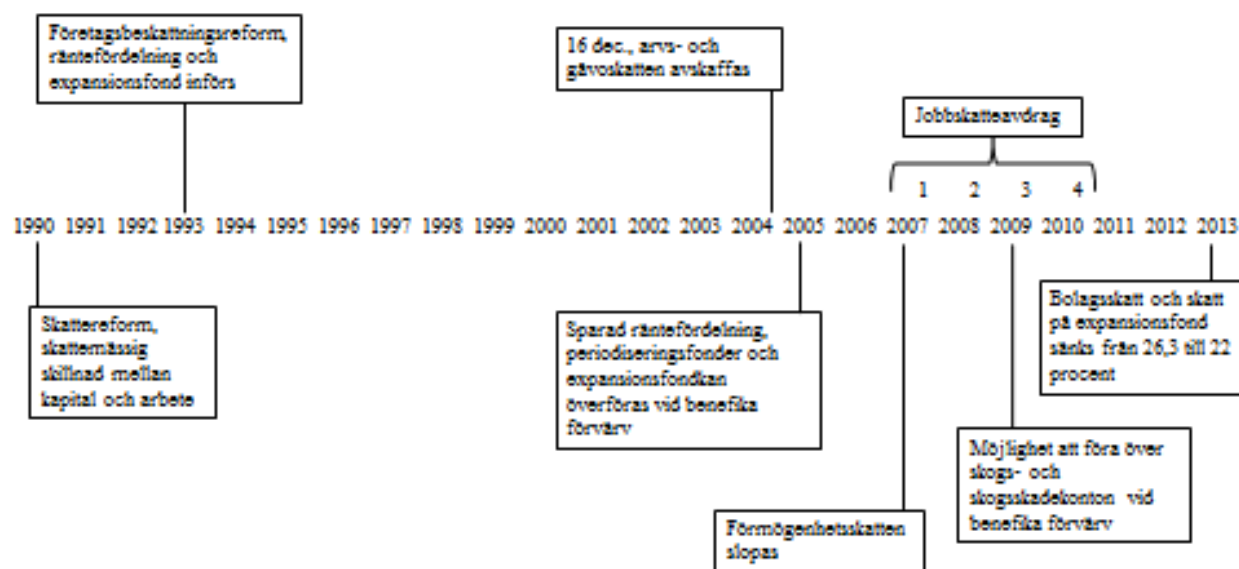 Företagsbeskattningsreform,
räntefördelning och
expansionsfond införs
16 dec., arvs- och
gåvoskatten avskaffas
Jobbskatteavdrag
1 2 3 4
1990 1991 1992 1993 1994 1995 1996 1997 1998 1999 2000 2001 2002 2003 2004 2005 2006 2007 2008 2009 2010 2011 2012 2013
Skattereform,
skattemässig
skillnad mellan
kapital och arbete
Sparad räntefördelning,
periodiseringsfonder och
expansionsfondkan
överföras vid benefika
förvärv
Bolagsskatt och skatt
på expansionsfond
sänks från 26,3 till 22
procent
Möjlighet att föra över
skogs- och
skogsskadekonton vid
benefika förvärv
Förmögenhetsskatten
slopas